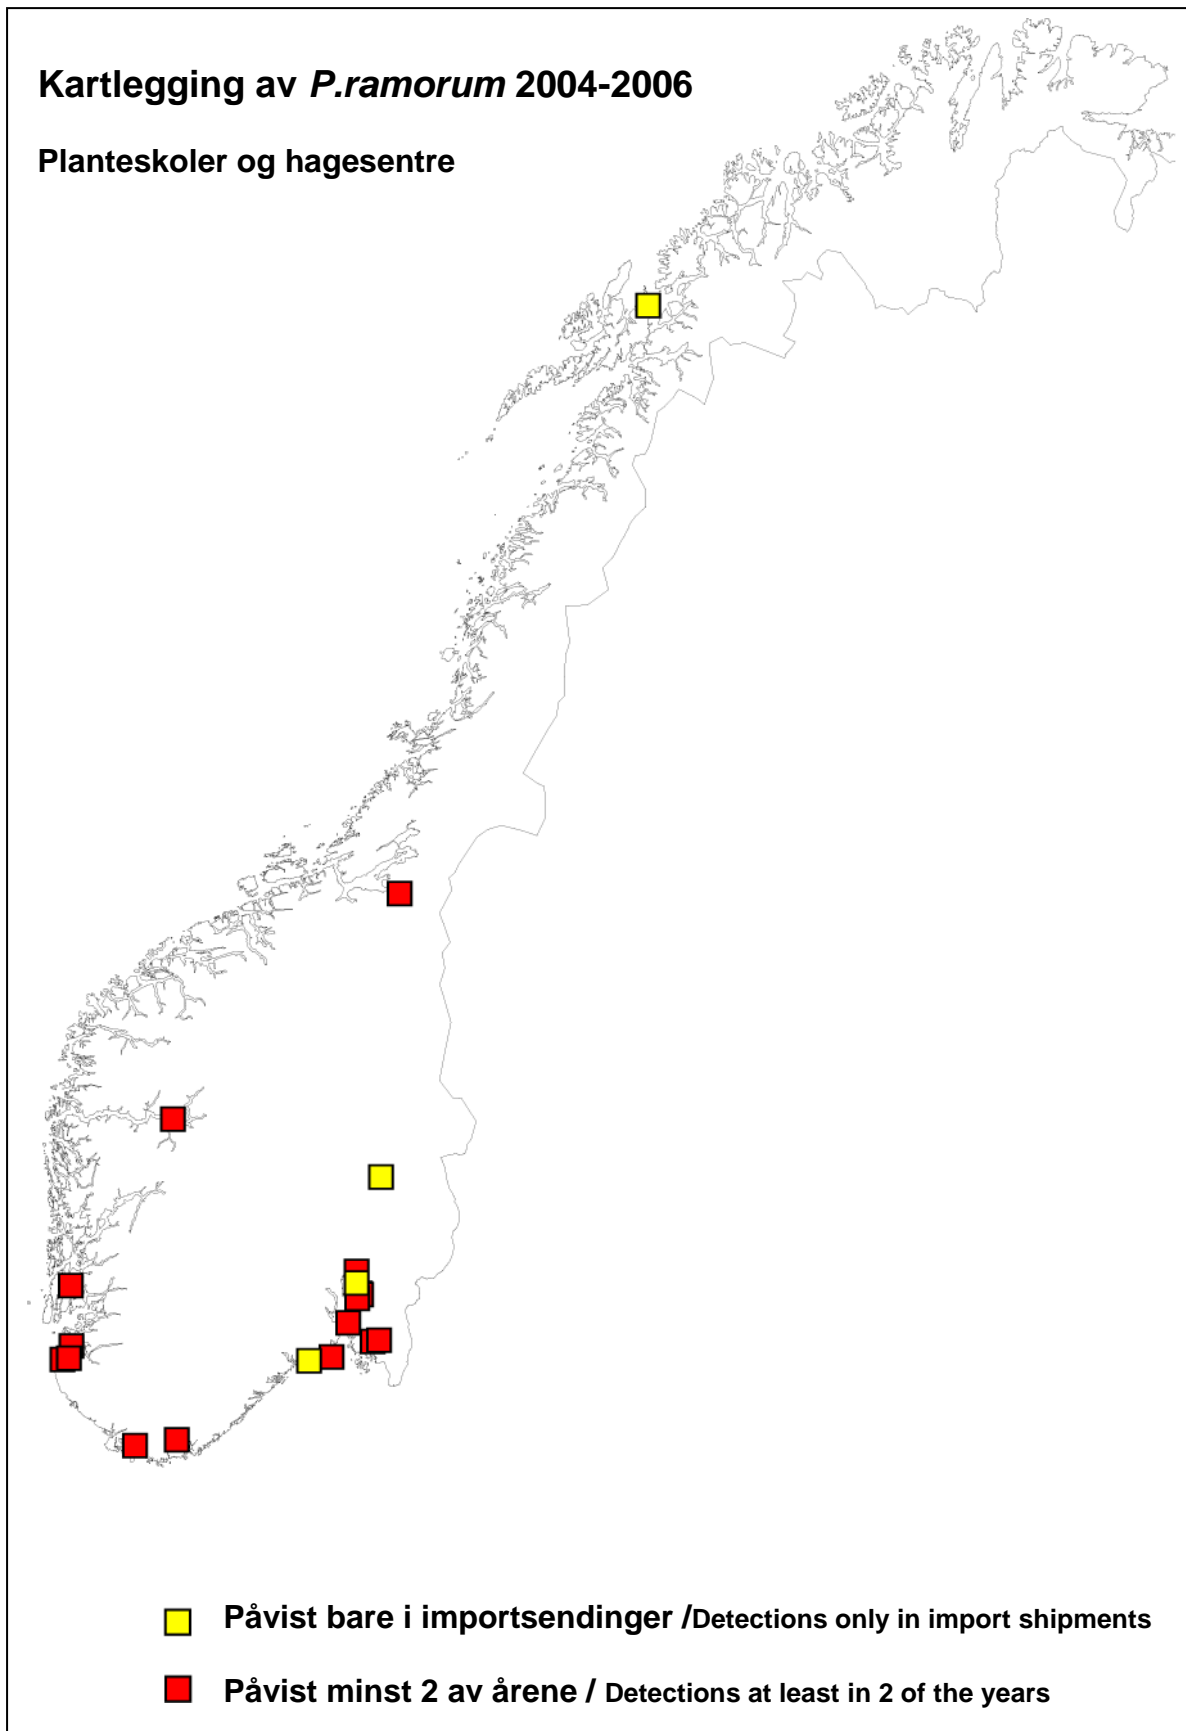 Kartlegging av P.ramorum 2004-2006
Planteskoler og hagesentre
Påvist bare i importsendinger /Detections only in import shipments
Påvist minst 2 av årene / Detections at least in 2 of the years